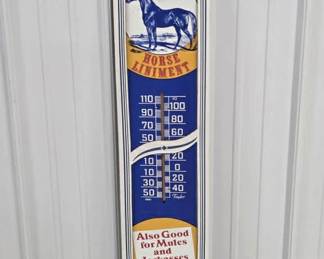 HORSE
LINIMENT
110 100
90 80
70 60
50
10 20
10 0
30 20
50 40
Taylor
Also Good
for Mules
and